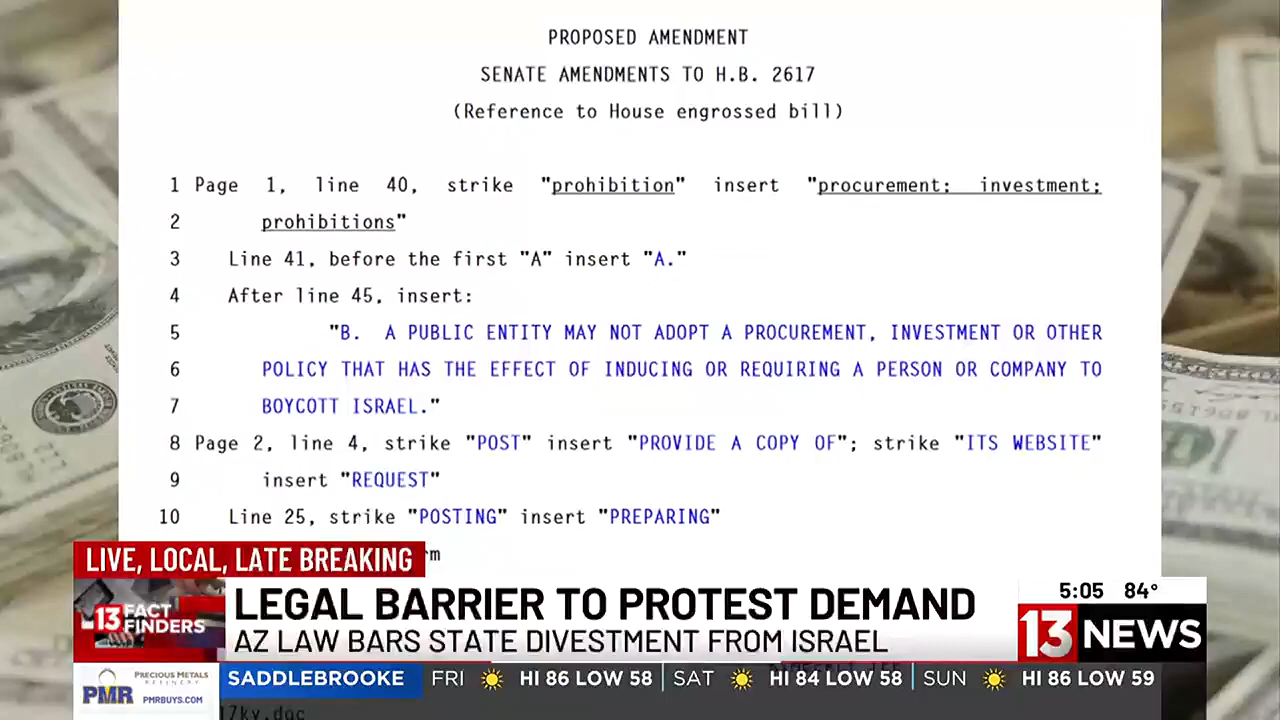 PROPOSED AMENDMENT
SENATE AMENDMENTS TO H.B. 2617
(Reference to House engrossed bill)
1 Page 1, line 40, strike "prohibition" insert "procurement; investment;
2 prohibitions"
3 Line 41, before the first "A" insert "A."
4 After line 45, insert:
5 "B. A PUBLIC ENTITY MAY NOT ADOPT A PROCUREMENT, INVESTMENT OR OTHER
6 POLICY THAT HAS THE EFFECT OF INDUCING OR REQUIRING A PERSON OR COMPANY TO
7 BOYCOTT ISRAEL."
8 Page 2, line 4, strike "POST" insert "PROVIDE A COPY OF"; strike "ITS WEBSITE"
9 insert "REQUEST"
10 Line 25, strike "POSTING" insert "PREPARING"
rm
LIVE, LOCAL, LATE BREAKING
13 FACT FINDERS
LEGAL BARRIER TO PROTEST DEMAND
AZ LAW BARS STATE DIVESTMENT FROM ISRAEL
5:05 84°
13 NEWS
PMR PRECIOUS METALS REFINERY
PMRBUYS.COM
SADDLEBROOKE FRI HI 86 LOW 58 SAT HI 84 LOW 58 SUN HI 86 LOW 59
17kv.doc